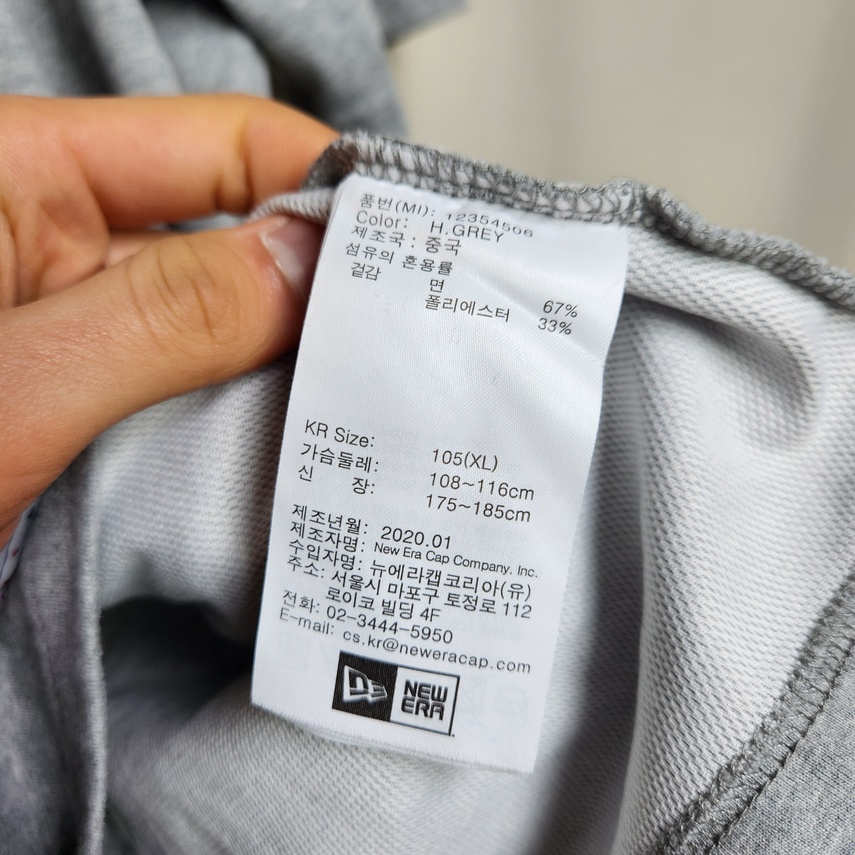 품번(MI): 12354506
Color: H.GREY
제조국 : 중국
섬유의 혼용률
겉감 면 67%
폴리에스터 33%
KR Size: 105(XL)
가슴둘레: 108~116cm
신 장: 175~185cm
제조년월: 2020.01
제조자명: New Era Cap Company, Inc.
수입자명: 뉴에라캡코리아(유)
주소: 서울시 마포구 토정로 112
로이코 빌딩 4F
전화: 02-3444-5950
E-mail: cs.kr@neweracap.com
NEW
ERA